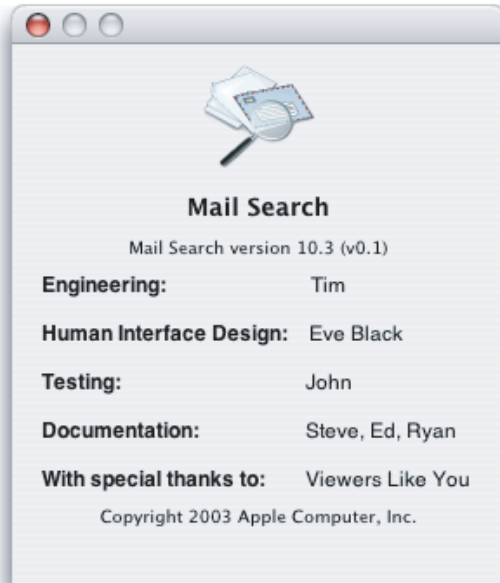 Mail Search
Mail Search version 10.3 (v0.1)
Engineering: Tim
Human Interface Design: Eve Black
Testing: John
Documentation: Steve, Ed, Ryan
With special thanks to: Viewers Like You
Copyright 2003 Apple Computer, Inc.